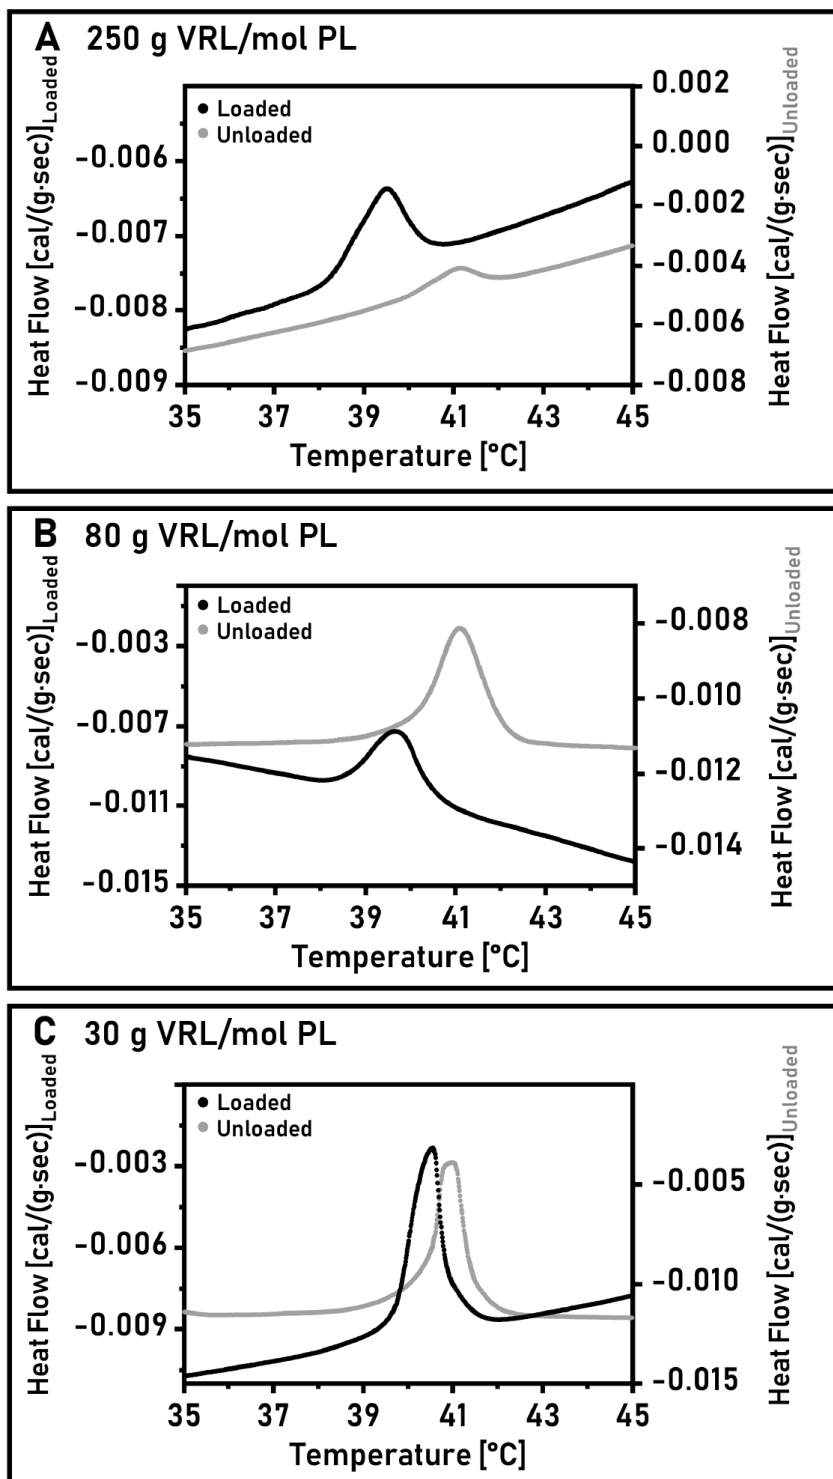 A 250 g VRL/mol PL
Heat Flow [cal/(g·sec)]Loaded
Heat Flow [cal/(g·sec)]Unloaded
Loaded
Unloaded
−0.006
−0.007
−0.008
−0.009
0.002
0.000
−0.002
−0.004
−0.006
−0.008
35 37 39 41 43 45
Temperature [°C]
B 80 g VRL/mol PL
Heat Flow [cal/(g·sec)]Loaded
Heat Flow [cal/(g·sec)]Unloaded
Loaded
Unloaded
−0.003
−0.007
−0.011
−0.015
−0.008
−0.010
−0.012
−0.014
35 37 39 41 43 45
Temperature [°C]
C 30 g VRL/mol PL
Heat Flow [cal/(g·sec)]Loaded
Heat Flow [cal/(g·sec)]Unloaded
Loaded
Unloaded
−0.003
−0.006
−0.009
−0.005
−0.010
−0.015
35 37 39 41 43 45
Temperature [°C]